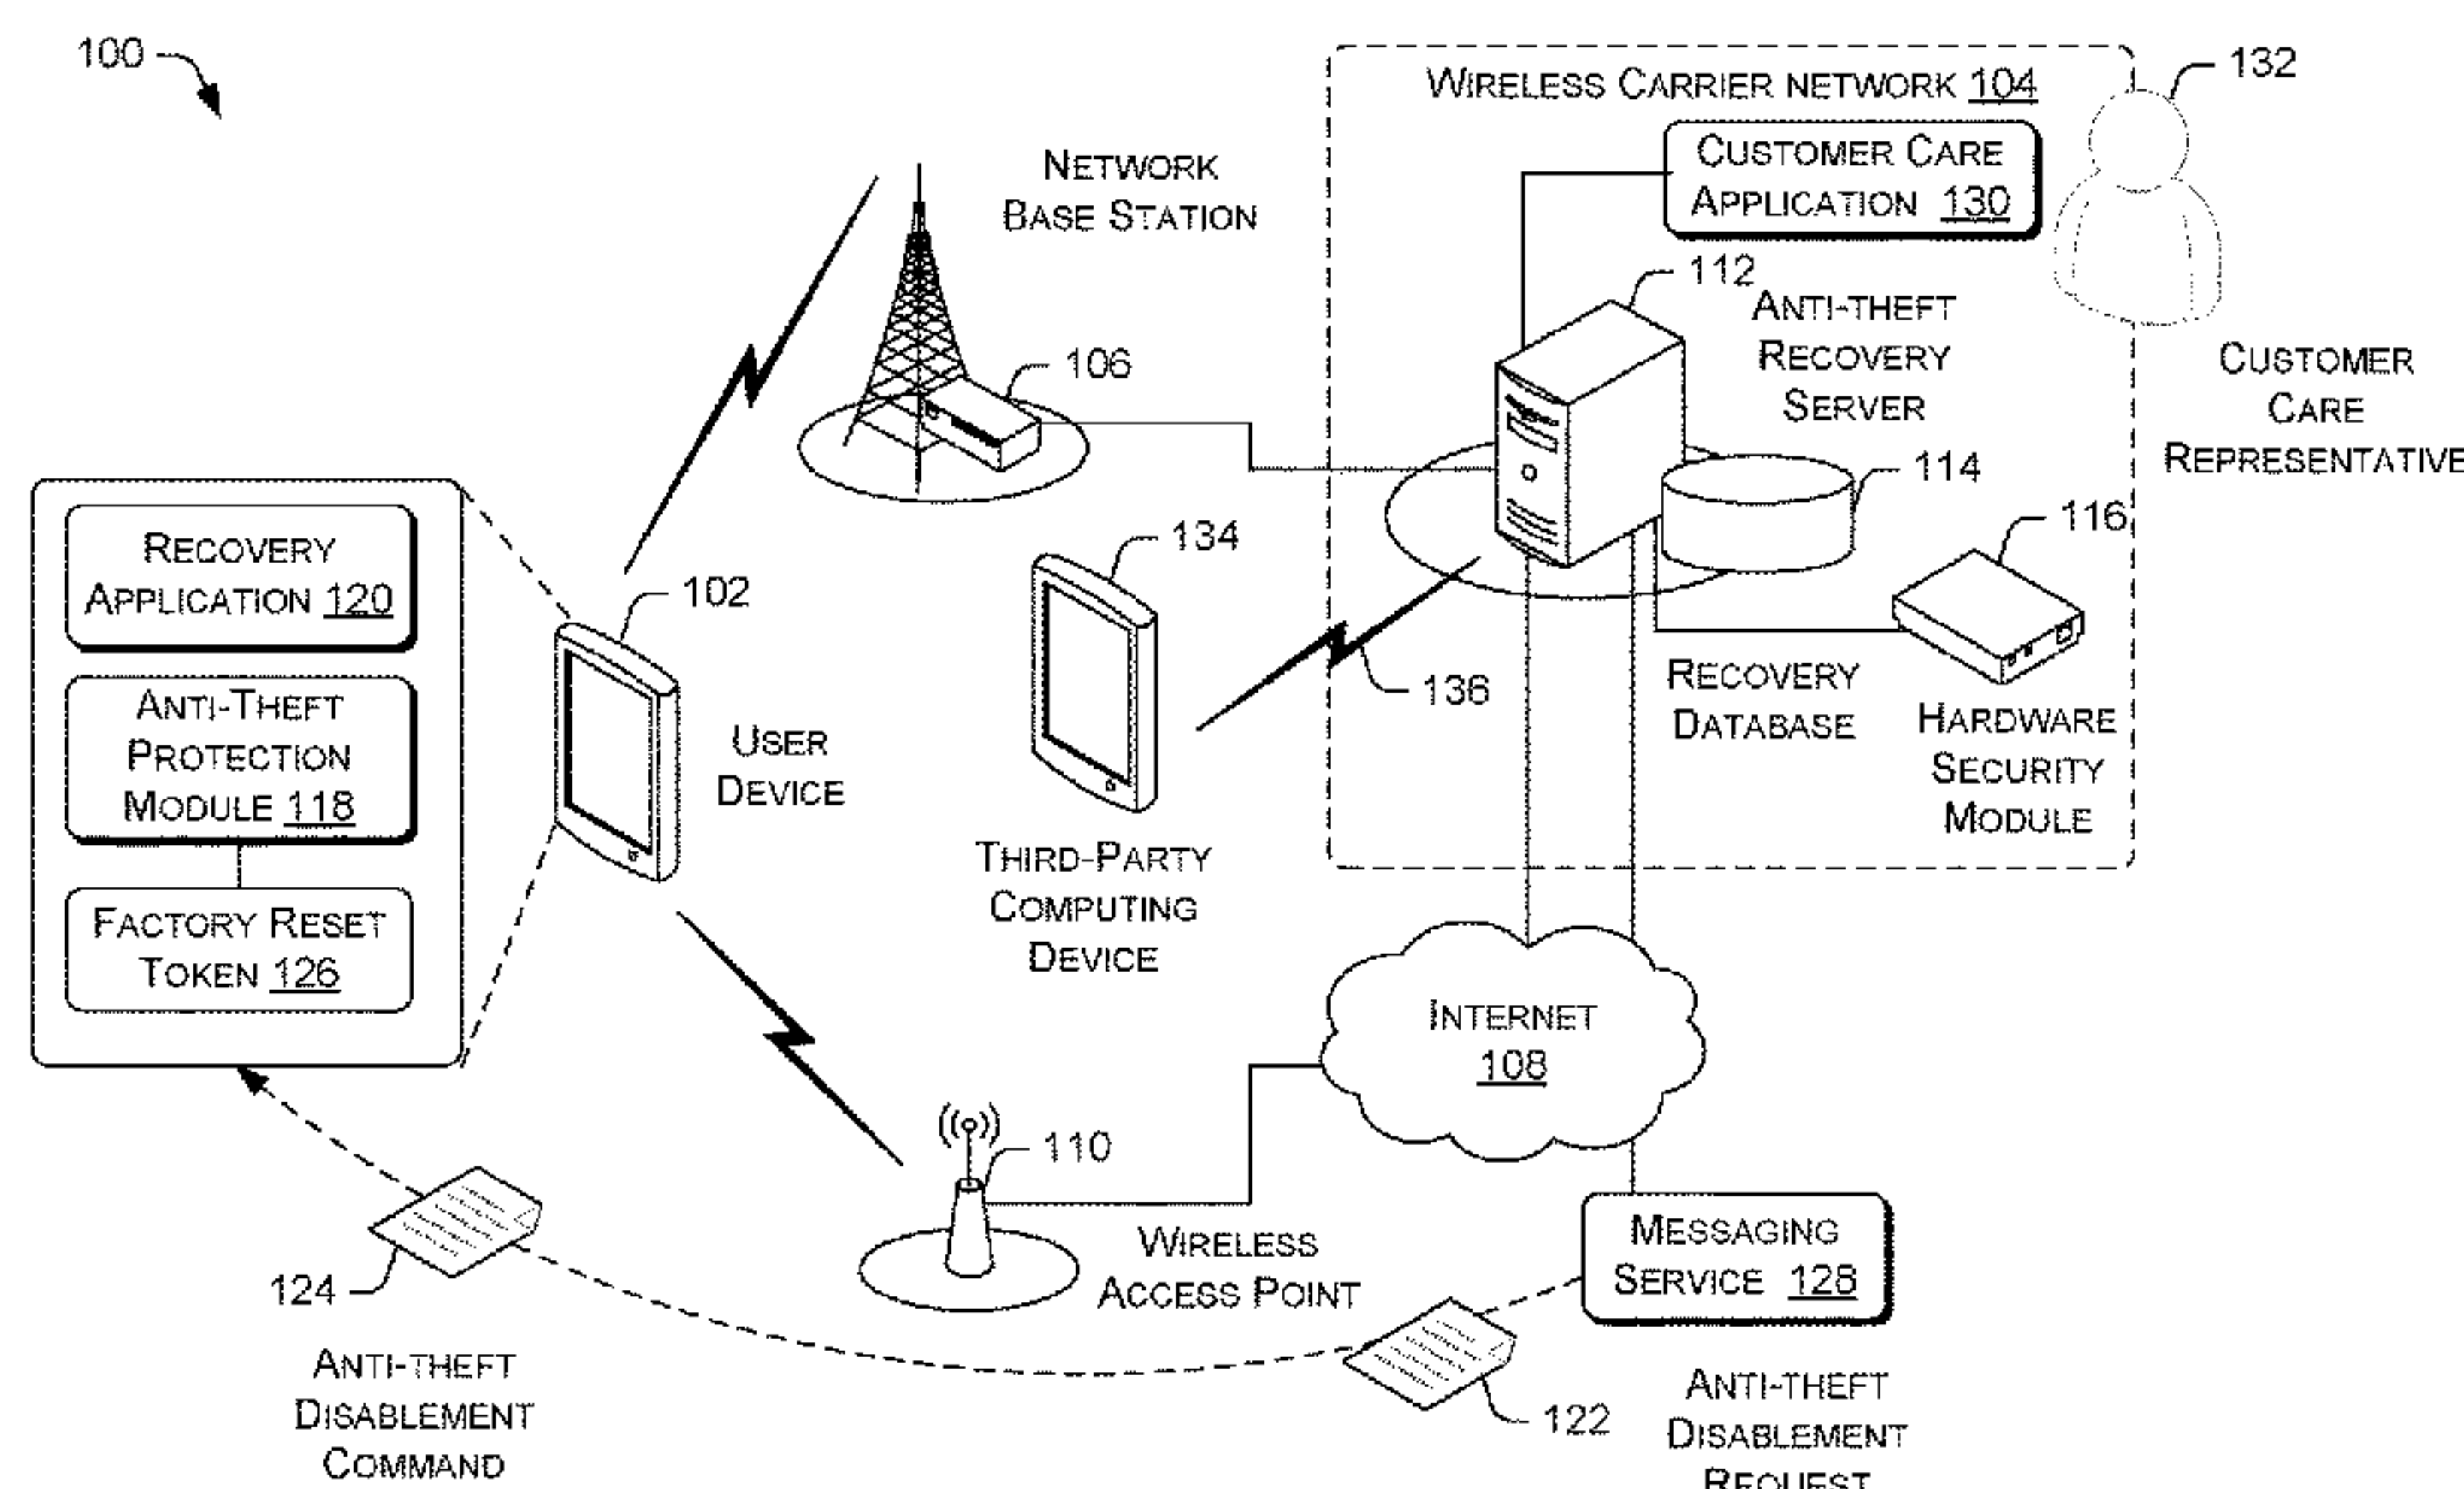 100
WIRELESS CARRIER NETWORK 104
132
CUSTOMER CARE
APPLICATION 130
NETWORK
BASE STATION
112
ANTI-THEFT
RECOVERY
SERVER
CUSTOMER
CARE
REPRESENTATIVE
106
114
116
134
136
RECOVERY
DATABASE
HARDWARE
SECURITY
MODULE
RECOVERY
APPLICATION 120
ANTI-THEFT
PROTECTION
MODULE 118
FACTORY RESET
TOKEN 126
102
USER
DEVICE
THIRD-PARTY
COMPUTING
DEVICE
INTERNET
108
110
WIRELESS
ACCESS POINT
MESSAGING
SERVICE 128
124
ANTI-THEFT
DISABLEMENT
COMMAND
122
ANTI-THEFT
DISABLEMENT
REQUEST